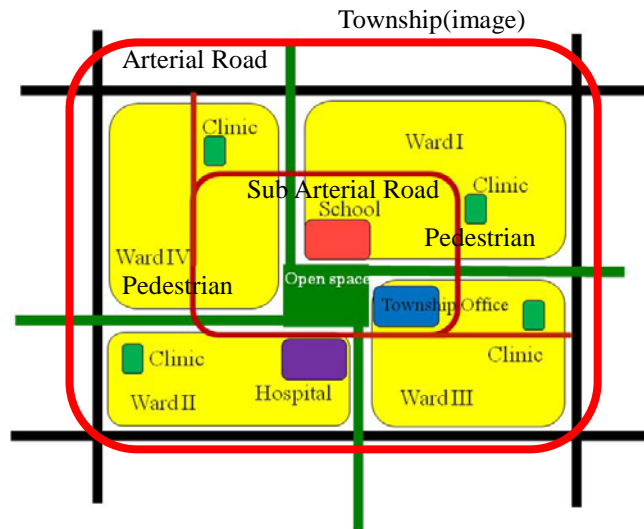 Township(image)
Arterial Road
Clinic
Ward I
Sub Arterial Road
Clinic
School
Pedestrian
Ward IV
Pedestrian
Open space
Township Office
Clinic
Clinic
Ward II
Hospital
Ward III